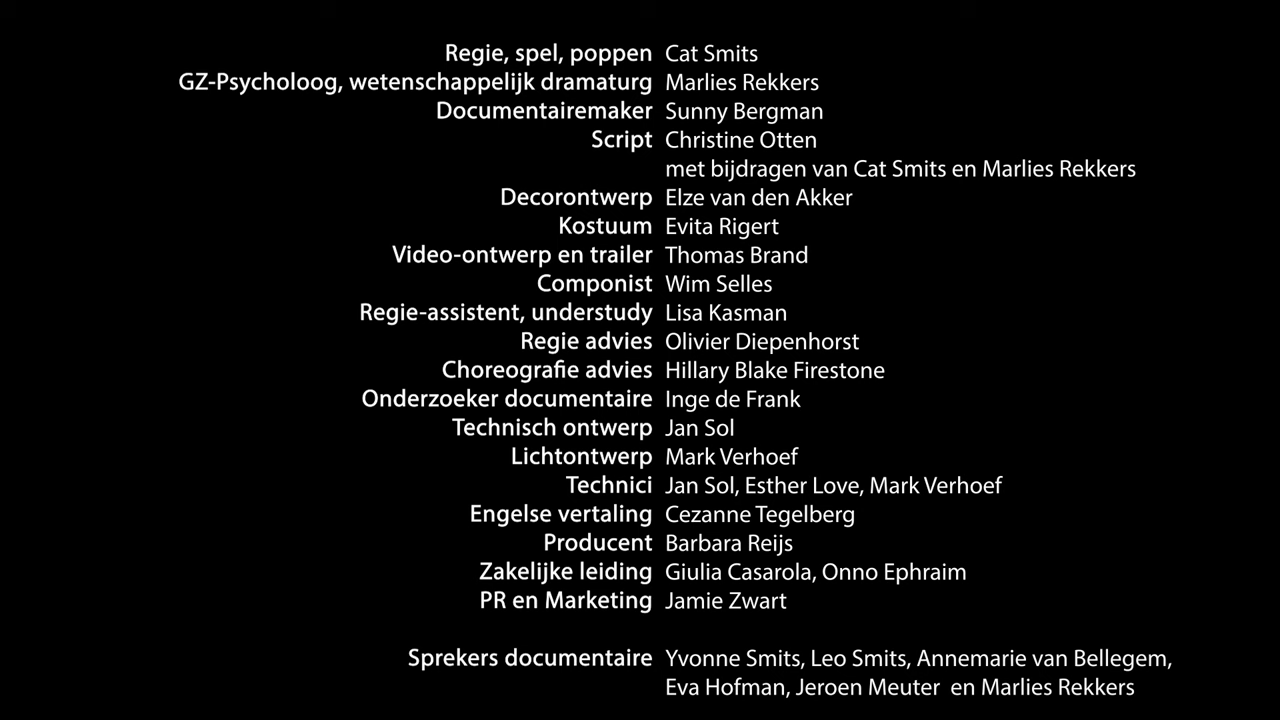 Regie, spel, poppen Cat Smits
GZ-Psycholoog, wetenschappelijk dramaturg Marlies Rekkers
Documentairemaker Sunny Bergman
Script Christine Otten
met bijdragen van Cat Smits en Marlies Rekkers
Decorontwerp Elze van den Akker
Kostuum Evita Rigert
Video-ontwerp en trailer Thomas Brand
Componist Wim Selles
Regie-assistent, understudy Lisa Kasman
Regie advies Olivier Diepenhorst
Choreografie advies Hillary Blake Firestone
Onderzoeker documentaire Inge de Frank
Technisch ontwerp Jan Sol
Lichtontwerp Mark Verhoef
Technici Jan Sol, Esther Love, Mark Verhoef
Engelse vertaling Cezanne Tegelberg
Producent Barbara Reijs
Zakelijke leiding Giulia Casarola, Onno Ephraim
PR en Marketing Jamie Zwart
Sprekers documentaire Yvonne Smits, Leo Smits, Annemarie van Bellegem,
Eva Hofman, Jeroen Meuter en Marlies Rekkers